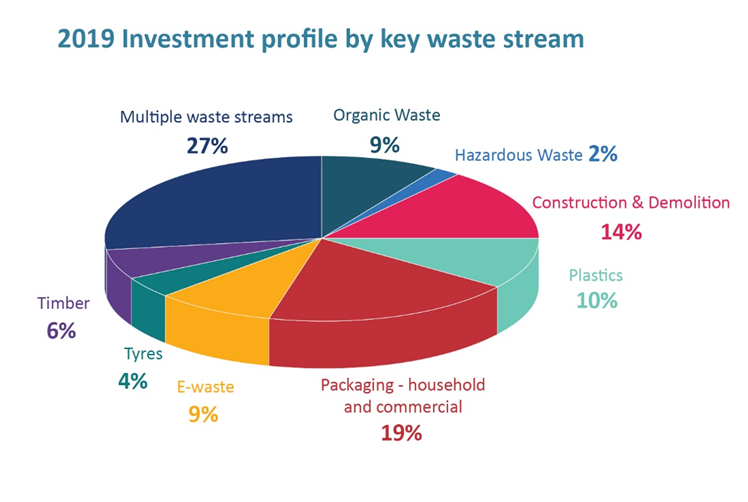 2019 Investment profile by key waste stream
Multiple waste streams
27%
Organic Waste
9%
Hazardous Waste 2%
Construction & Demolition
14%
Plastics
10%
Packaging - household
and commercial
19%
E-waste
9%
Tyres
4%
Timber
6%